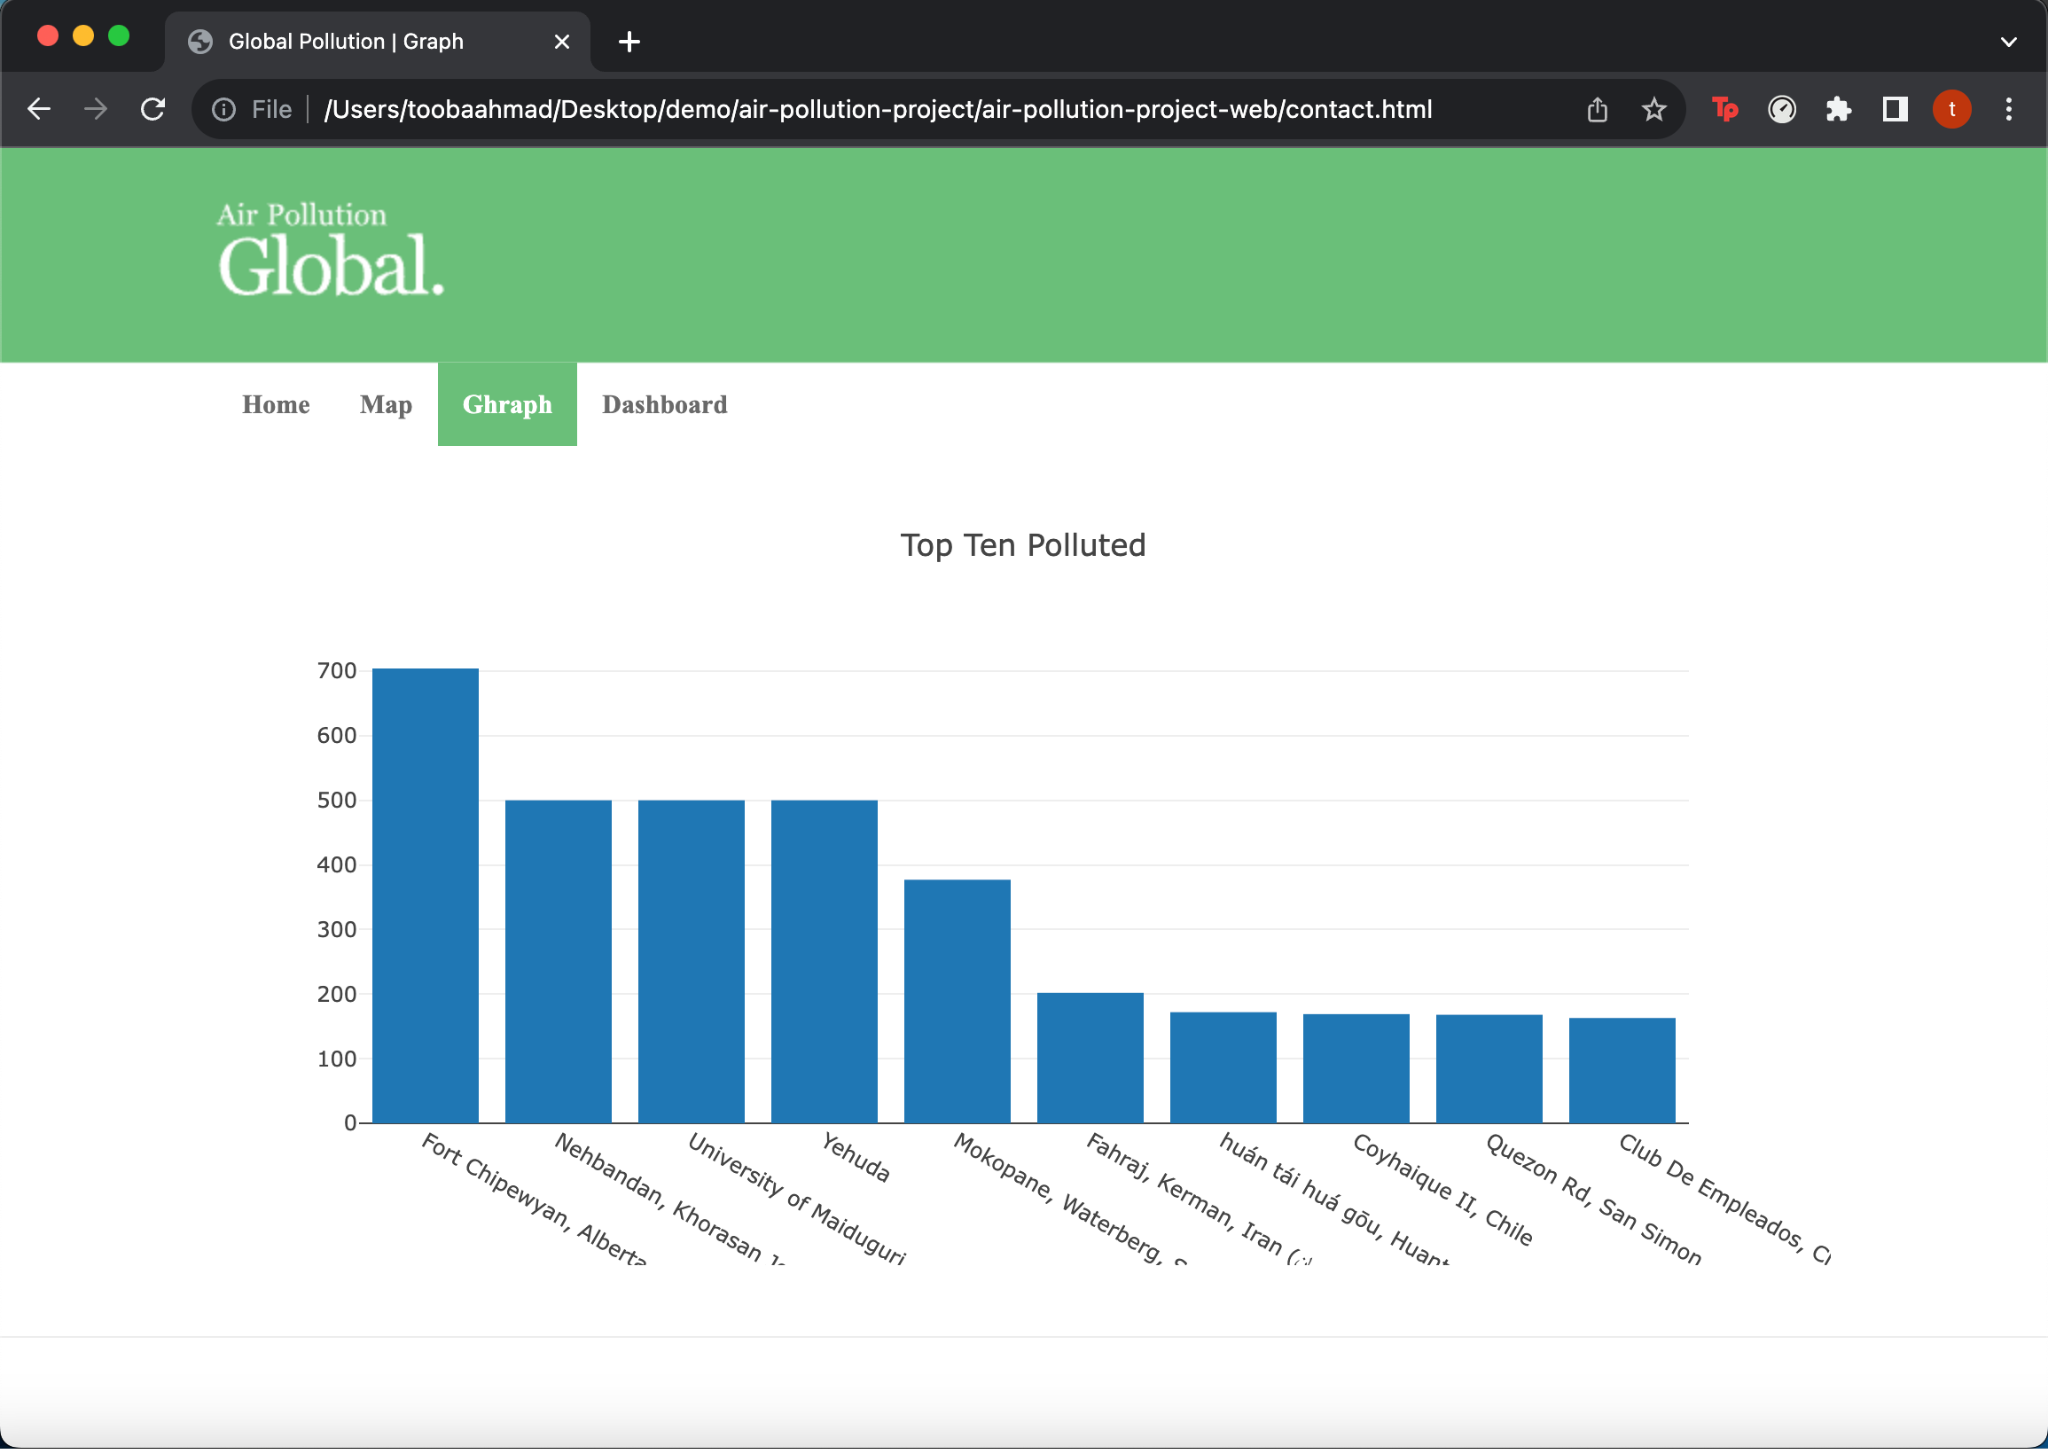 Global Pollution | Graph
File
/Users/toobaahmad/Desktop/demo/air-pollution-project/air-pollution-project-web/contact.html
Tp
t
Air Pollution
Global.
Home
Map
Ghraph
Dashboard
Top Ten Polluted
700
600
500
400
300
200
100
0
Fort Chipewyan, Alberta
Nehbandan, Khorasan
University of Maiduguri
Yehuda
Mokopane, Waterberg,
Fahraj, Kerman, Iran
huán tái huá gōu,
Coyhaique II, Chile
Quezon Rd, San Simon
Club De Empleados,